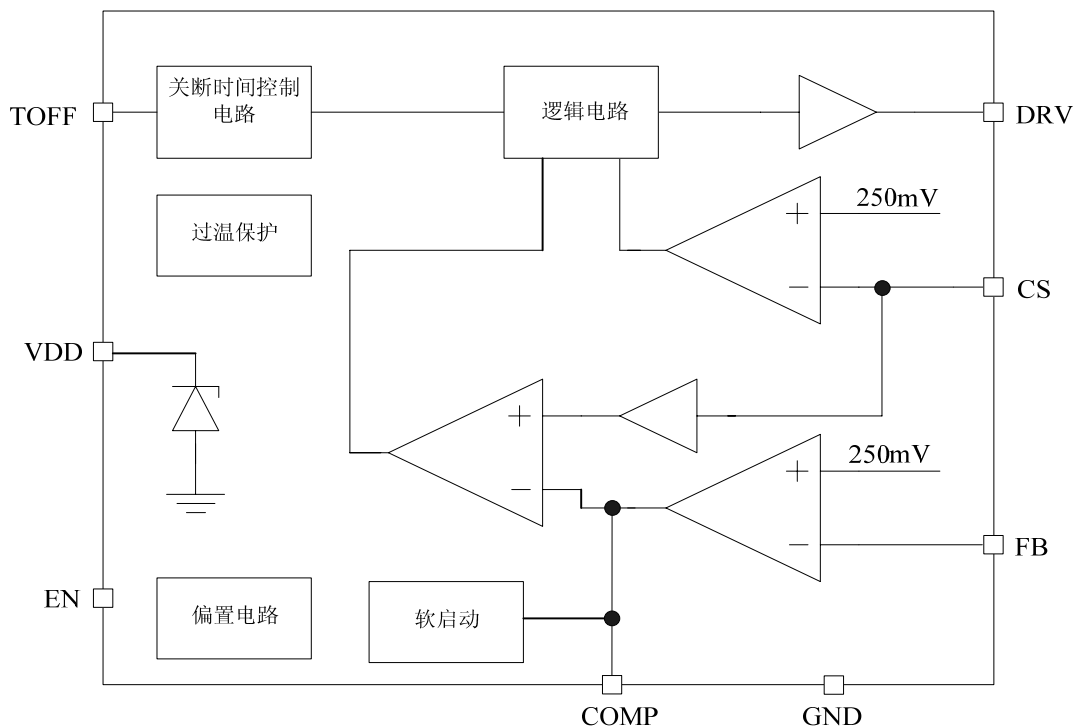 关断时间控制
电路
逻辑电路
TOFF
DRV
250mV
+
过温保护
−
CS
VDD
+
250mV
+
−
−
FB
EN
偏置电路
软启动
COMP
GND